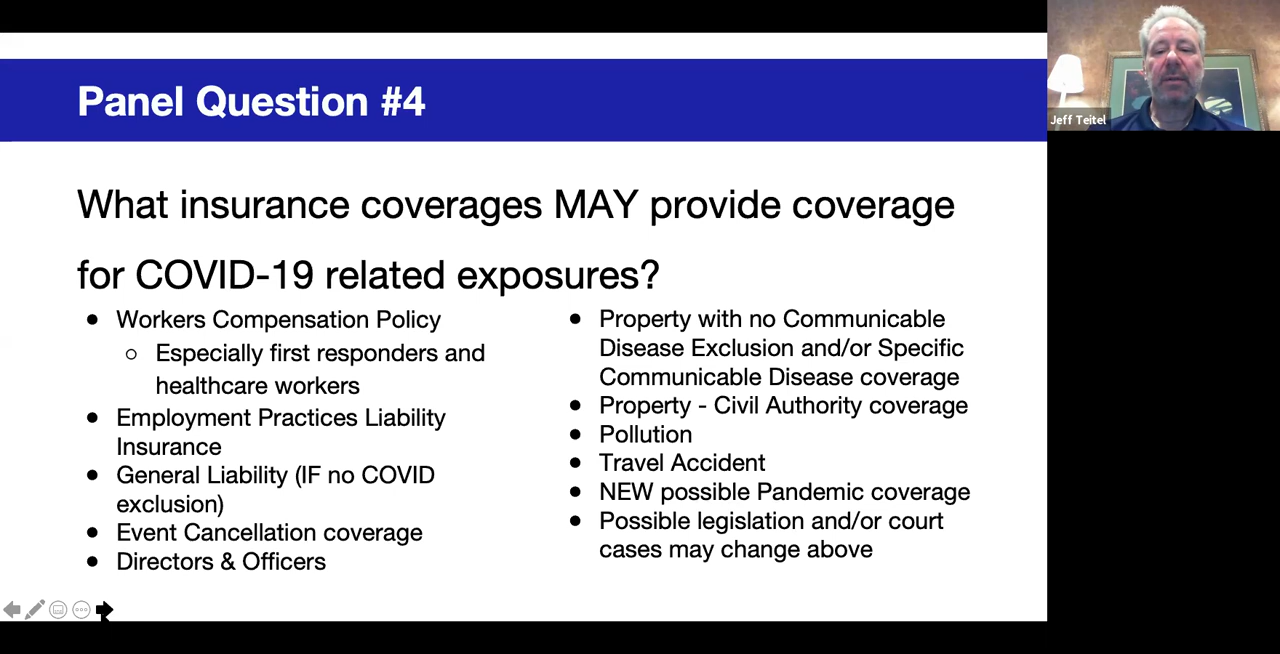 Panel Question #4
What insurance coverages MAY provide coverage
for COVID-19 related exposures?
● Workers Compensation Policy
○ Especially first responders and
healthcare workers
● Employment Practices Liability
Insurance
● General Liability (IF no COVID
exclusion)
● Event Cancellation coverage
● Directors & Officers
● Property with no Communicable
Disease Exclusion and/or Specific
Communicable Disease coverage
● Property - Civil Authority coverage
● Pollution
● Travel Accident
● NEW possible Pandemic coverage
● Possible legislation and/or court
cases may change above
Jeff Teitel